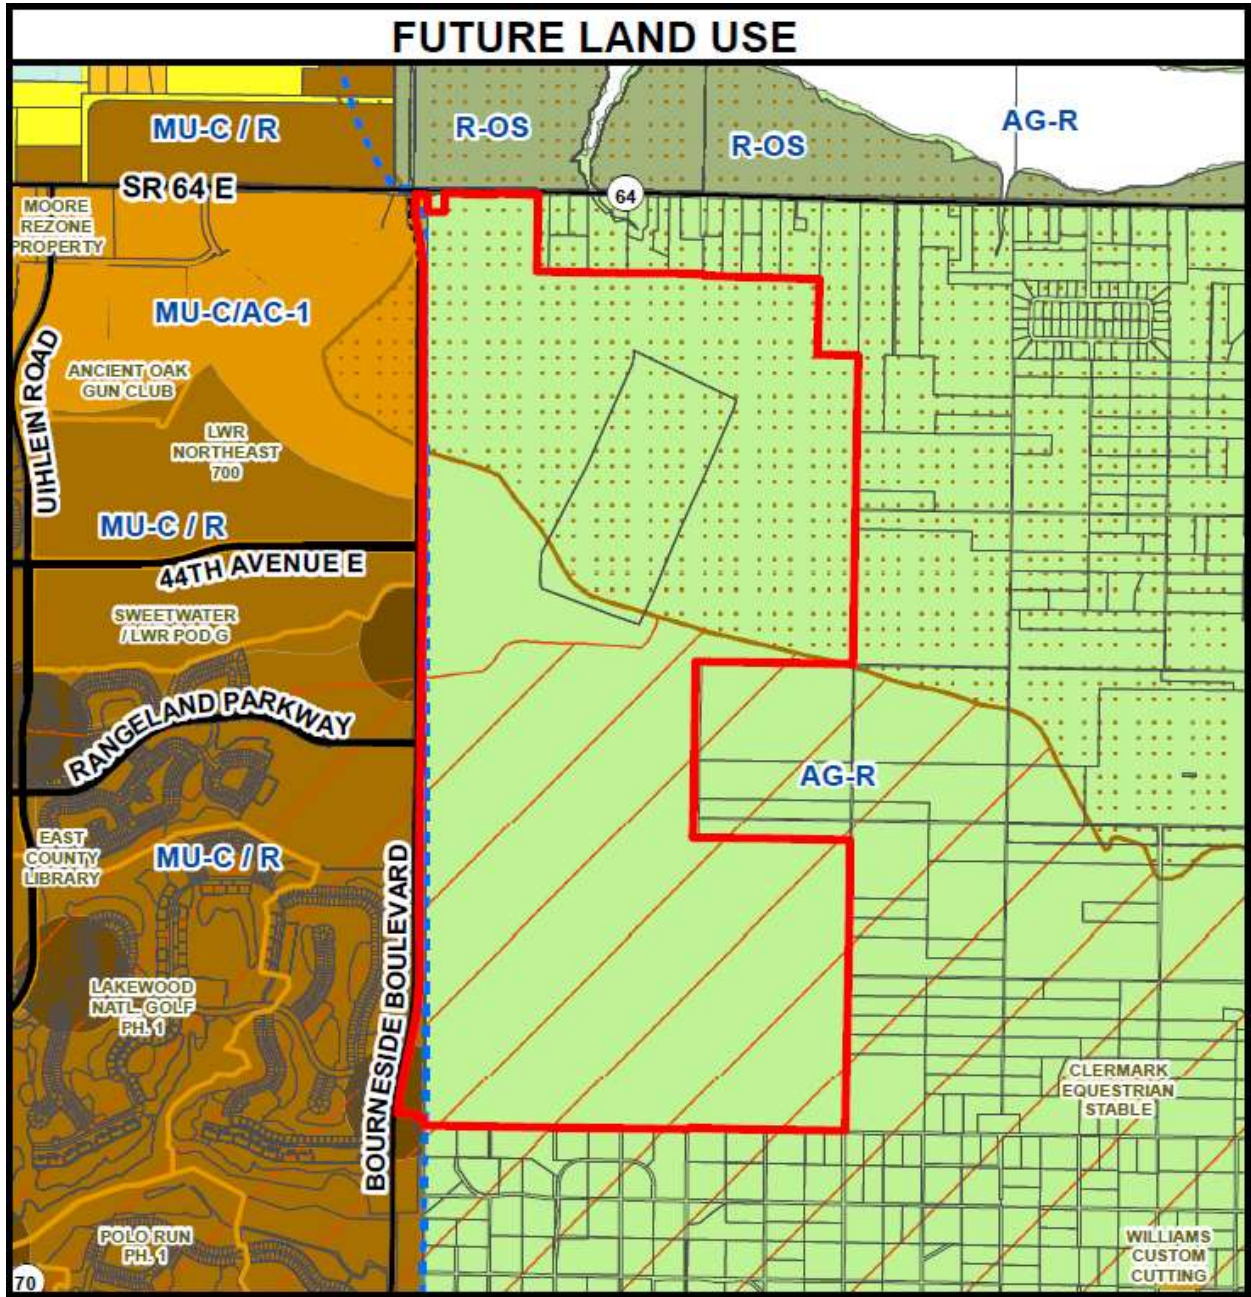 FUTURE LAND USE
MU-C / R
R-OS
R-OS
AG-R
SR 64 E
64
MOORE
REZONE
PROPERTY
MU-C/AC-1
UIHLEIN ROAD
ANCIENT OAK
GUN CLUB
LWR
NORTHEAST
700
MU-C / R
44TH AVENUE E
SWEETWATER
/ LWR POD G
RANGELAND PARKWAY
AG-R
EAST
COUNTY
LIBRARY
MU-C / R
BOURNESIDE BOULEVARD
LAKEWOOD
NATL. GOLF
PH. 1
CLERMARK
EQUESTRIAN
STABLE
POLO RUN
PH. 1
WILLIAMS
CUSTOM
CUTTING
70